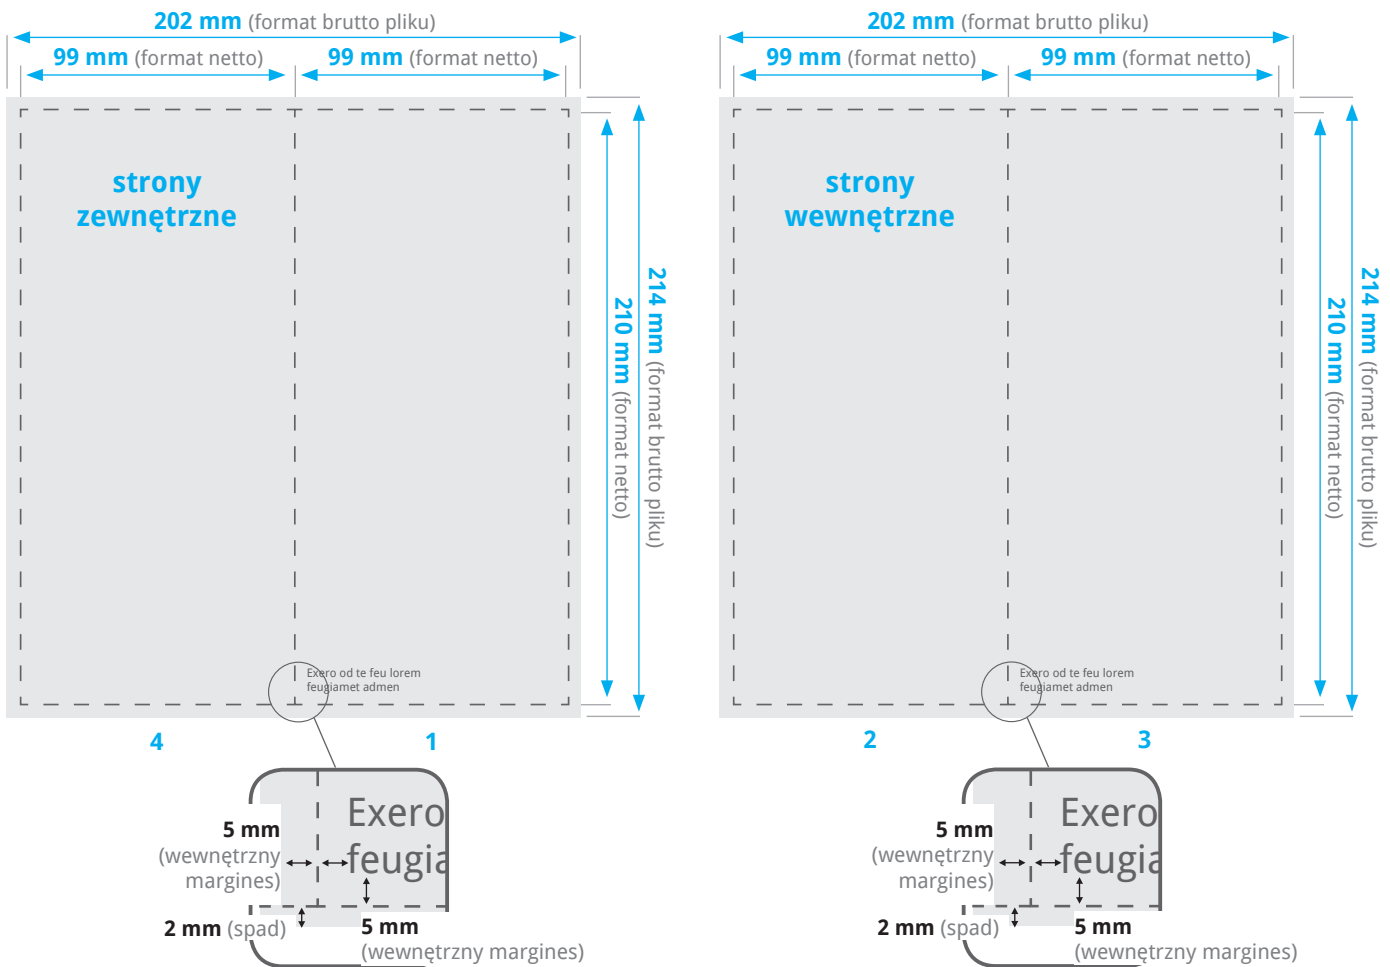 202 mm (format brutto pliku)
99 mm (format netto)
99 mm (format netto)
strony
zewnętrzne
210 mm (format netto)
214 mm (format brutto pliku)
Exero od te feu lorem
feugiamet admen
4
1
Exero
feugia
5 mm
(wewnętrzny
margines)
2 mm (spad)
5 mm
(wewnętrzny margines)
202 mm (format brutto pliku)
99 mm (format netto)
99 mm (format netto)
strony
wewnętrzne
210 mm (format netto)
214 mm (format brutto pliku)
Exero od te feu lorem
feugiamet admen
2
3
Exero
feugia
5 mm
(wewnętrzny
margines)
2 mm (spad)
5 mm
(wewnętrzny margines)